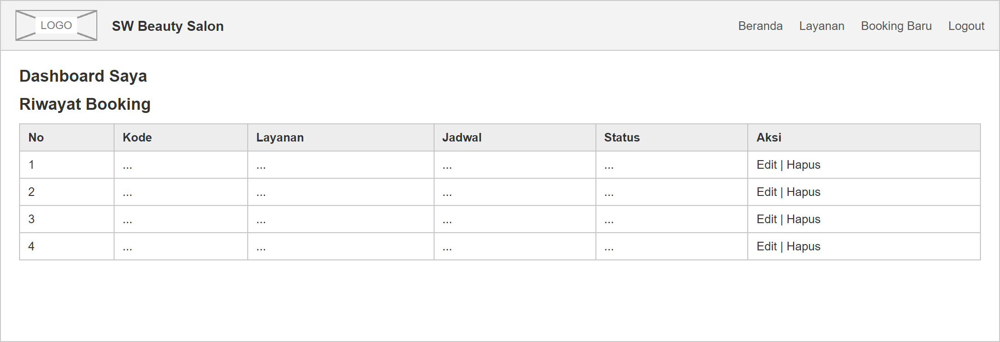 LOGO SW Beauty Salon Beranda Layanan Booking Baru Logout
Dashboard Saya
Riwayat Booking
No Kode Layanan Jadwal Status Aksi
1 ... ... ... ... Edit | Hapus
2 ... ... ... ... Edit | Hapus
3 ... ... ... ... Edit | Hapus
4 ... ... ... ... Edit | Hapus